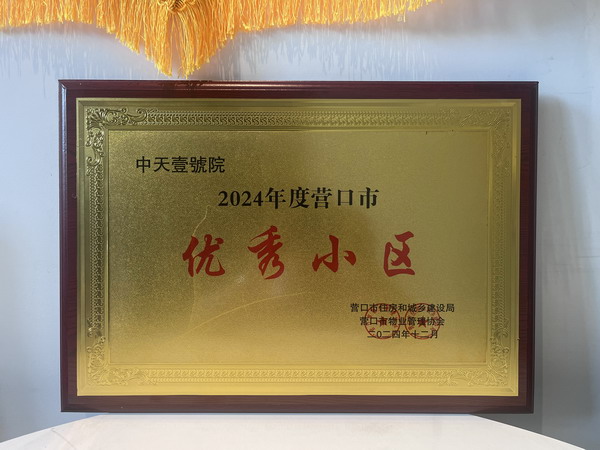 中天壹號院
2024年度营口市
优秀小区
营口市住房和城乡建设局
营口市物业管理协会
二〇二四年十二月